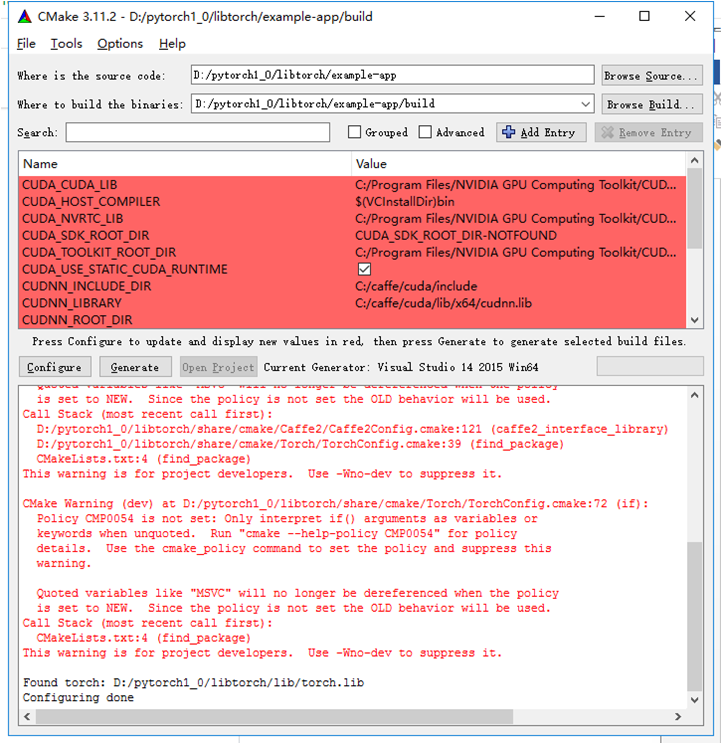 CMake 3.11.2 - D:/pytorch1_0/libtorch/example-app/build
File Tools Options Help
Where is the source code: D:/pytorch1_0/libtorch/example-app Browse Source...
Where to build the binaries: D:/pytorch1_0/libtorch/example-app/build Browse Build...
Search: Grouped Advanced Add Entry Remove Entry
Name Value
CUDA_CUDA_LIB C:/Program Files/NVIDIA GPU Computing Toolkit/CUD...
CUDA_HOST_COMPILER $(VCInstallDir)bin
CUDA_NVRTC_LIB C:/Program Files/NVIDIA GPU Computing Toolkit/CUD...
CUDA_SDK_ROOT_DIR CUDA_SDK_ROOT_DIR-NOTFOUND
CUDA_TOOLKIT_ROOT_DIR C:/Program Files/NVIDIA GPU Computing Toolkit/CUD...
CUDA_USE_STATIC_CUDA_RUNTIME
CUDNN_INCLUDE_DIR C:/caffe/cuda/include
CUDNN_LIBRARY C:/caffe/cuda/lib/x64/cudnn.lib
CUDNN_ROOT_DIR
Press Configure to update and display new values in red, then press Generate to generate selected build files.
Configure Generate Open Project Current Generator: Visual Studio 14 2015 Win64
Quoted variables like "MSVC" will no longer be dereferenced when the policy
is set to NEW. Since the policy is not set the OLD behavior will be used.
Call Stack (most recent call first):
D:/pytorch1_0/libtorch/share/cmake/Caffe2/Caffe2Config.cmake:121 (caffe2_interface_library)
D:/pytorch1_0/libtorch/share/cmake/Torch/TorchConfig.cmake:39 (find_package)
CMakeLists.txt:4 (find_package)
This warning is for project developers. Use -Wno-dev to suppress it.
CMake Warning (dev) at D:/pytorch1_0/libtorch/share/cmake/Torch/TorchConfig.cmake:72 (if):
Policy CMP0054 is not set: Only interpret if() arguments as variables or
keywords when unquoted. Run "cmake --help-policy CMP0054" for policy
details. Use the cmake_policy command to set the policy and suppress this
warning.
Quoted variables like "MSVC" will no longer be dereferenced when the policy
is set to NEW. Since the policy is not set the OLD behavior will be used.
Call Stack (most recent call first):
CMakeLists.txt:4 (find_package)
This warning is for project developers. Use -Wno-dev to suppress it.
Found torch: D:/pytorch1_0/libtorch/lib/torch.lib
Configuring done